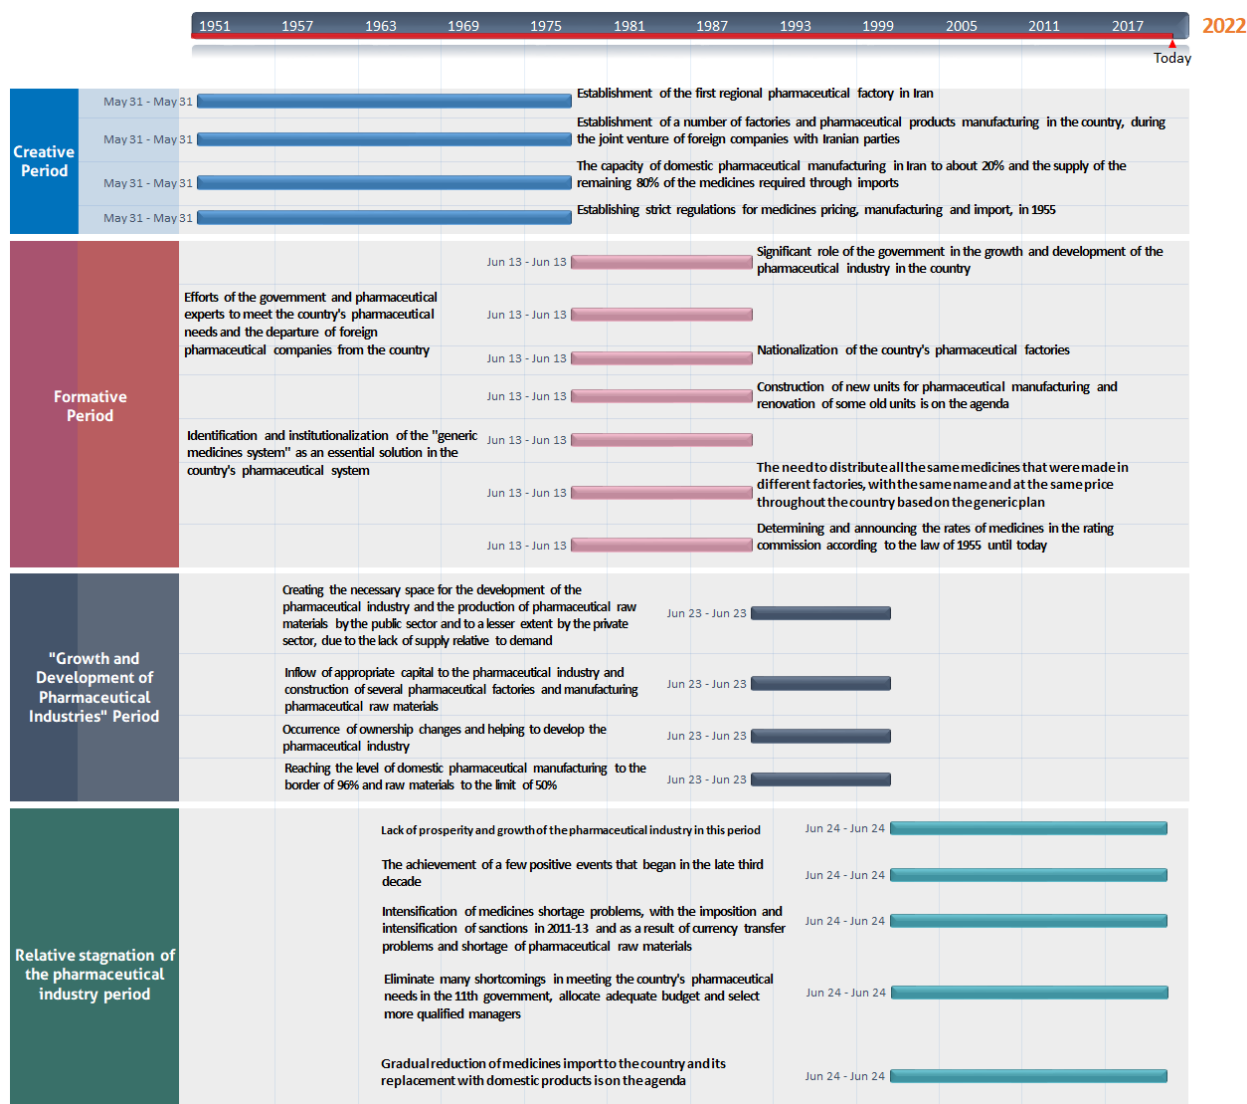 1951 1957 1963 1969 1975 1981 1987 1993 1999 2005 2011 2017 2022
Today
Creative
Period
May 31 - May 31
Establishment of the first regional pharmaceutical factory in Iran
May 31 - May 31
Establishment of a number of factories and pharmaceutical products manufacturing in the country, during
the joint venture of foreign companies with Iranian parties
May 31 - May 31
The capacity of domestic pharmaceutical manufacturing in Iran to about 20% and the supply of the
remaining 80% of the medicines required through imports
May 31 - May 31
Establishing strict regulations for medicines pricing, manufacturing and import, in 1955
Formative
Period
Jun 13 - Jun 13
Significant role of the government in the growth and development of the
pharmaceutical industry in the country
Efforts of the government and pharmaceutical
experts to meet the country's pharmaceutical
needs and the departure of foreign
pharmaceutical companies from the country
Jun 13 - Jun 13
Jun 13 - Jun 13
Nationalization of the country's pharmaceutical factories
Jun 13 - Jun 13
Construction of new units for pharmaceutical manufacturing and
renovation of some old units is on the agenda
Identification and institutionalization of the "generic
medicines system" as an essential solution in the
country's pharmaceutical system
Jun 13 - Jun 13
Jun 13 - Jun 13
The need to distribute all the same medicines that were made in
different factories, with the same name and at the same price
throughout the country based on the generic plan
Jun 13 - Jun 13
Determining and announcing the rates of medicines in the rating
commission according to the law of 1955 until today
"Growth and
Development of
Pharmaceutical
Industries" Period
Creating the necessary space for the development of the
pharmaceutical industry and the production of pharmaceutical raw
materials by the public sector and to a lesser extent by the private
sector, due to the lack of supply relative to demand
Jun 23 - Jun 23
Inflow of appropriate capital to the pharmaceutical industry and
construction of several pharmaceutical factories and manufacturing
pharmaceutical raw materials
Jun 23 - Jun 23
Occurrence of ownership changes and helping to develop the
pharmaceutical industry
Jun 23 - Jun 23
Reaching the level of domestic pharmaceutical manufacturing to the
border of 96% and raw materials to the limit of 50%
Jun 23 - Jun 23
Relative stagnation of
the pharmaceutical
industry period
Lack of prosperity and growth of the pharmaceutical industry in this period
Jun 24 - Jun 24
The achievement of a few positive events that began in the late third
decade
Jun 24 - Jun 24
Intensification of medicines shortage problems, with the imposition and
intensification of sanctions in 2011-13 and as a result of currency transfer
problems and shortage of pharmaceutical raw materials
Jun 24 - Jun 24
Eliminate many shortcomings in meeting the country's pharmaceutical
needs in the 11th government, allocate adequate budget and select
more qualified managers
Jun 24 - Jun 24
Gradual reduction of medicines import to the country and its
replacement with domestic products is on the agenda
Jun 24 - Jun 24